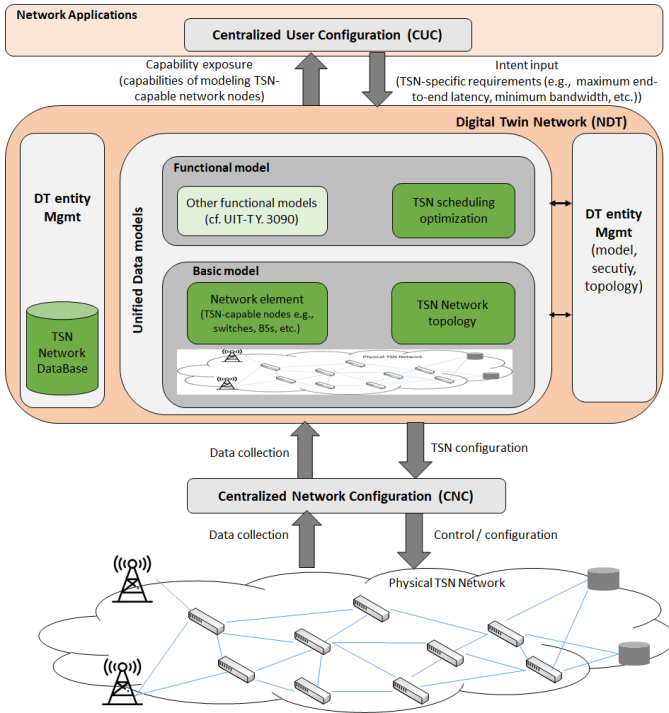 Network Applications
Centralized User Configuration (CUC)
Capability exposure
(capabilities of modeling TSN-
capable network nodes)
Intent input
(TSN-specific requirements (e.g., maximum end-
to-end latency, minimum bandwidth, etc.))
Digital Twin Network (NDT)
DT entity
Mgmt
TSN
Network
DataBase
Unified Data models
Functional model
Other functional models
(cf. UIT-T Y. 3090)
TSN scheduling
optimization
Basic model
Network element
(TSN-capable nodes e.g.,
switches, BSs, etc.)
TSN Network
topology
Physical TSN Network
DT entity
Mgmt
(model,
secutiy,
topology)
Data collection
TSN configuration
Centralized Network Configuration (CNC)
Data collection
Control / configuration
Physical TSN Network